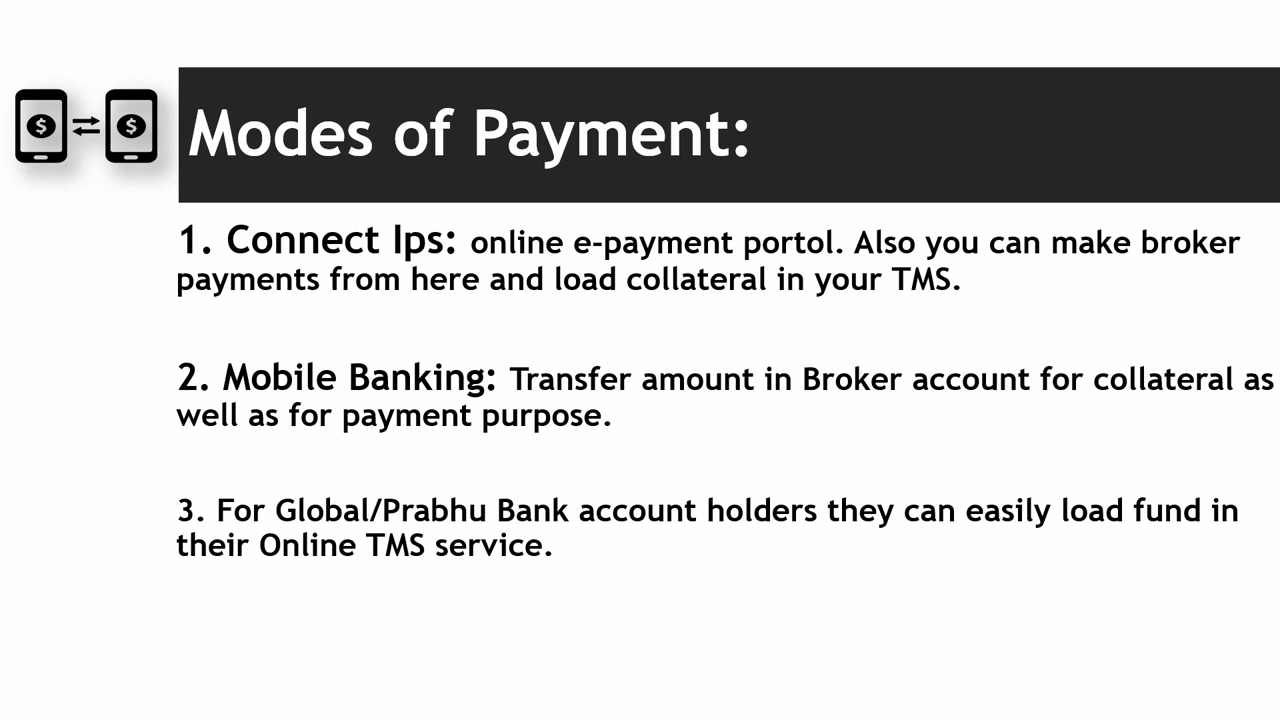 Modes of Payment:
1. Connect Ips: online e-payment portol. Also you can make broker
payments from here and load collateral in your TMS.
2. Mobile Banking: Transfer amount in Broker account for collateral as
well as for payment purpose.
3. For Global/Prabhu Bank account holders they can easily load fund in
their Online TMS service.